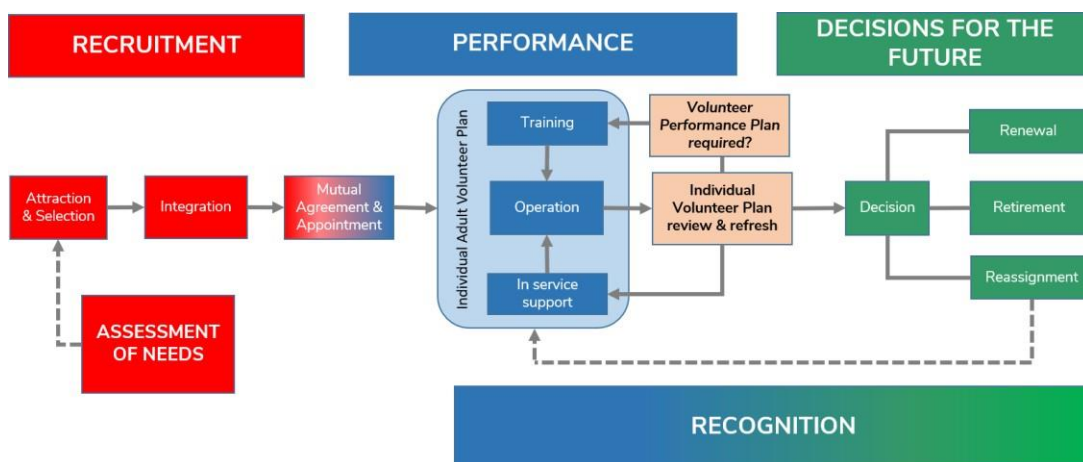 RECRUITMENT
PERFORMANCE
DECISIONS FOR THE
FUTURE
Individual Adult Volunteer Plan
Training
Volunteer
Performance Plan
required?
Renewal
Attraction
& Selection
Integration
Mutual
Agreement &
Appointment
Operation
Individual
Volunteer Plan
review & refresh
Decision
Retirement
In service
support
Reassignment
ASSESSMENT
OF NEEDS
RECOGNITION